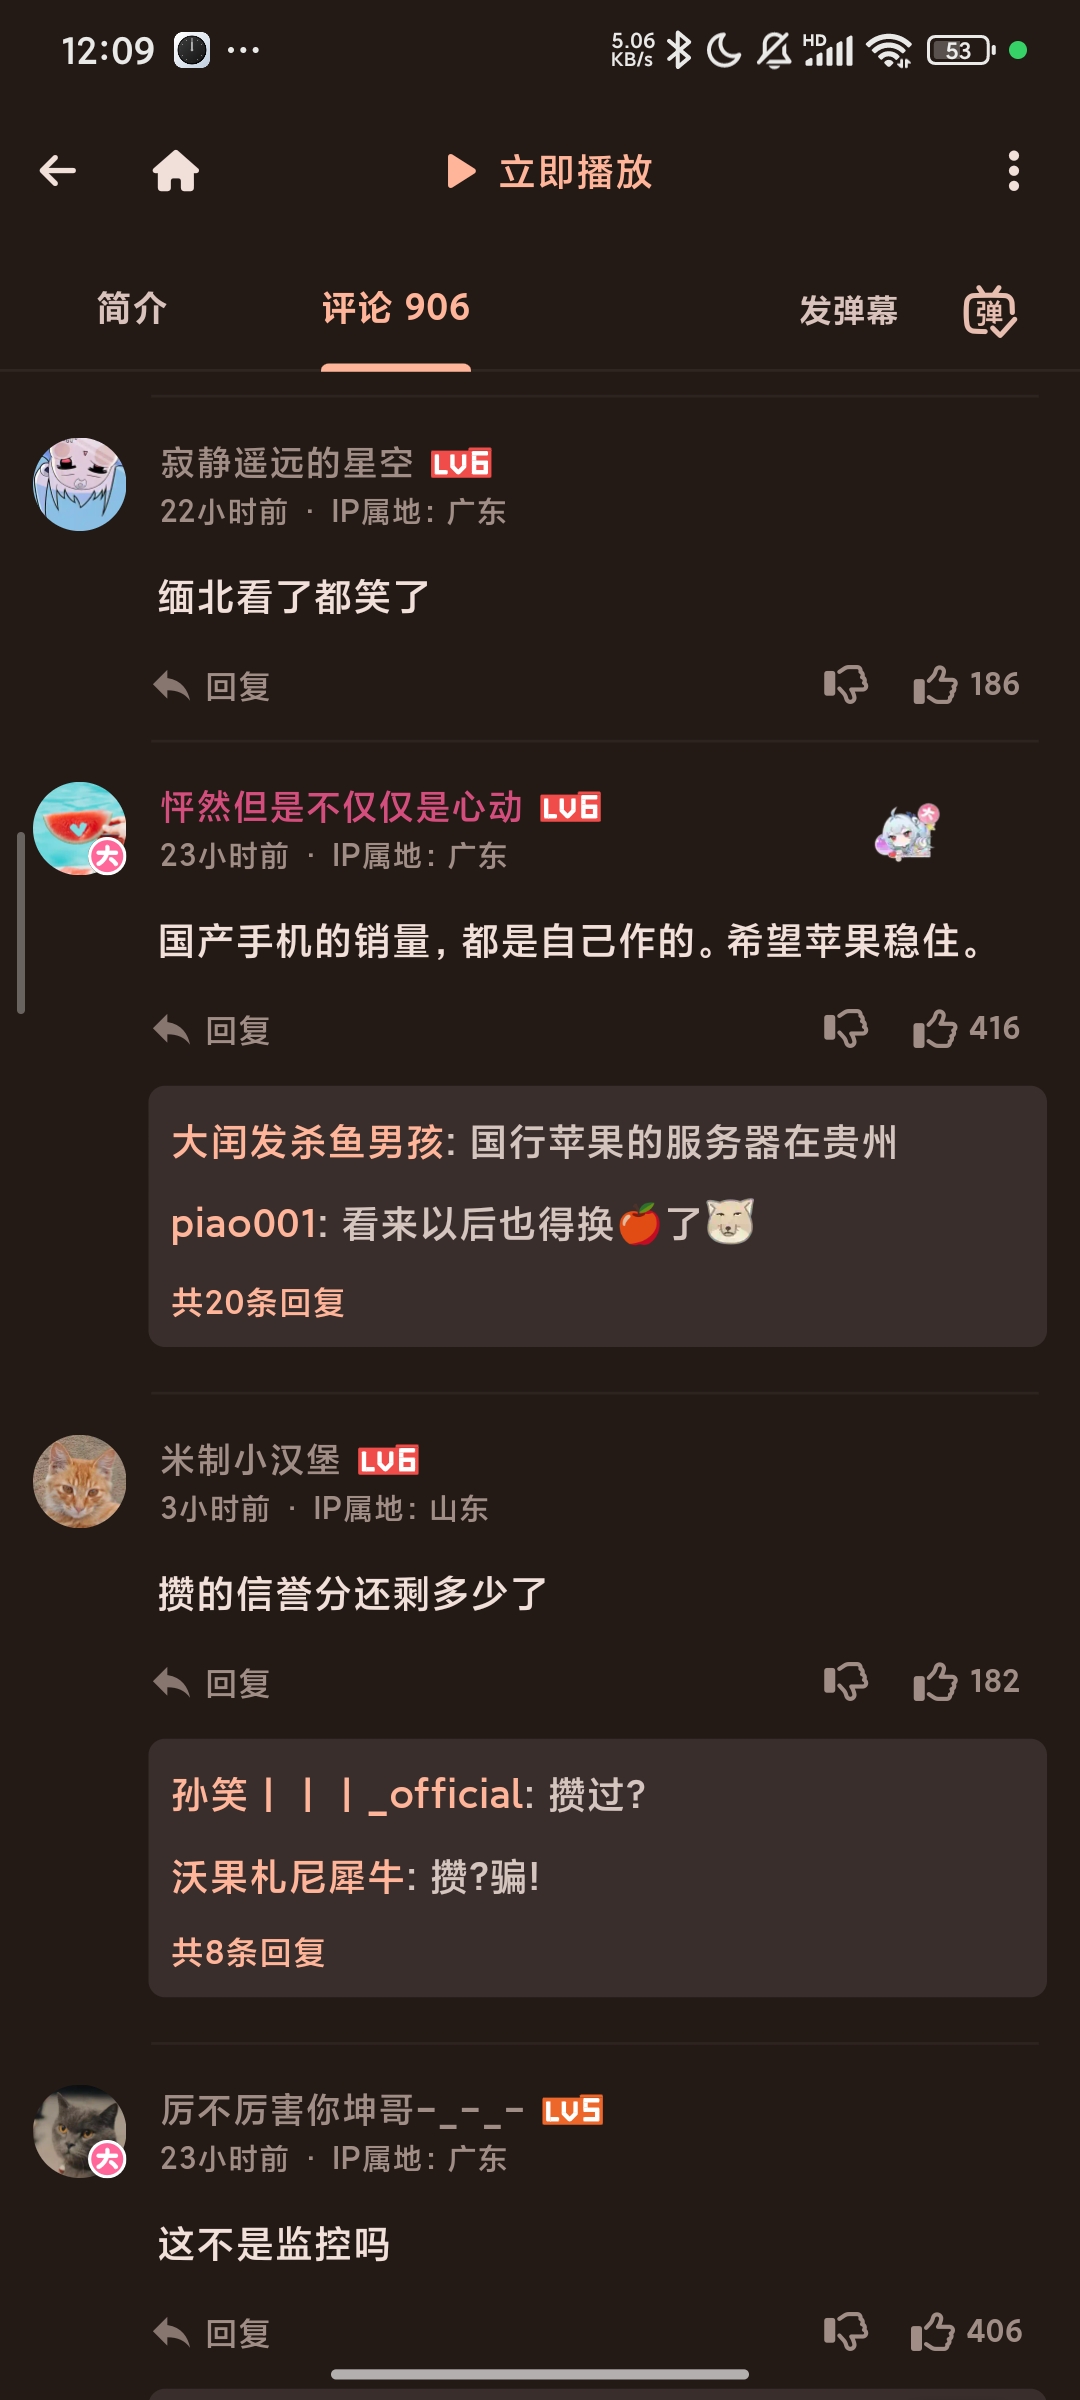 12:09
5.06 KB/s
HD
53
立即播放
简介
评论 906
发弹幕
弹
寂静遥远的星空 LV6
22小时前 · IP属地：广东
缅北看了都笑了
回复
186
怦然但是不仅仅是心动 LV6
大
23小时前 · IP属地：广东
国产手机的销量，都是自己作的。希望苹果稳住。
回复
416
大闰发杀鱼男孩: 国行苹果的服务器在贵州
piao001: 看来以后也得换🍎了
共20条回复
米制小汉堡 LV6
3小时前 · IP属地：山东
攒的信誉分还剩多少了
回复
182
孙笑丨丨丨_official: 攒过?
沃果札尼犀牛: 攒?骗!
共8条回复
厉不厉害你坤哥-_-_- LV5
大
23小时前 · IP属地：广东
这不是监控吗
回复
406